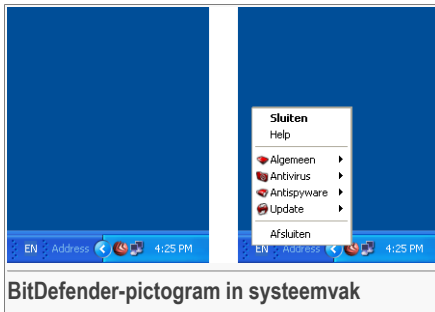 EN Address 4:25 PM
Sluiten
Help
Algemeen
Antivirus
Antispyware
Update
Afsluiten
EN Address 4:25 PM
BitDefender-pictogram in systeemvak